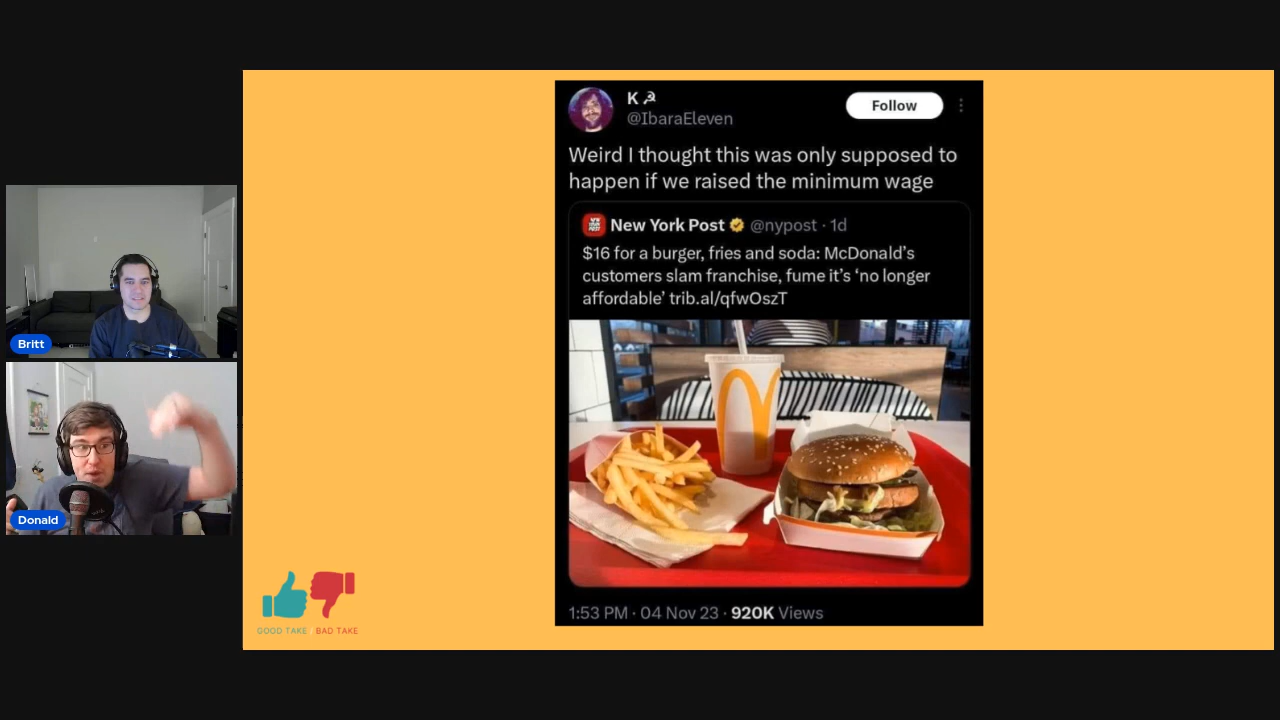 K ☭
@IbaraEleven
Follow
Weird I thought this was only supposed to
happen if we raised the minimum wage
New York Post @nypost · 1d
$16 for a burger, fries and soda: McDonald's
customers slam franchise, fume it's 'no longer
affordable' trib.al/qfwOszT
1:53 PM · 04 Nov 23 · 920K Views
Britt
Donald
GOOD TAKE / BAD TAKE